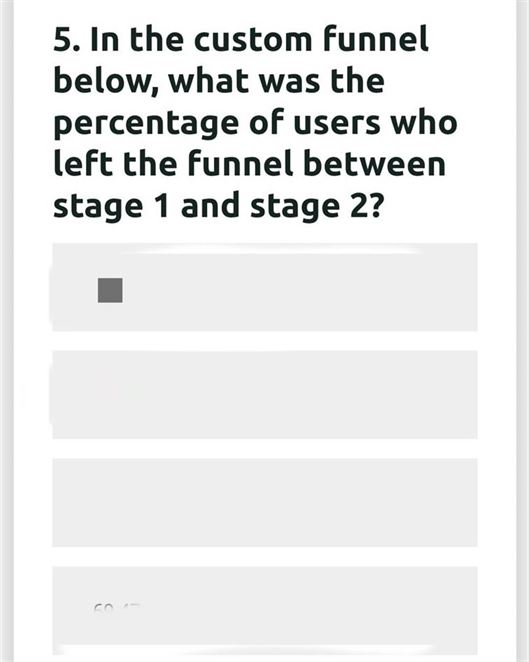 5. In the custom funnel
below, what was the
percentage of users who
left the funnel between
stage 1 and stage 2?